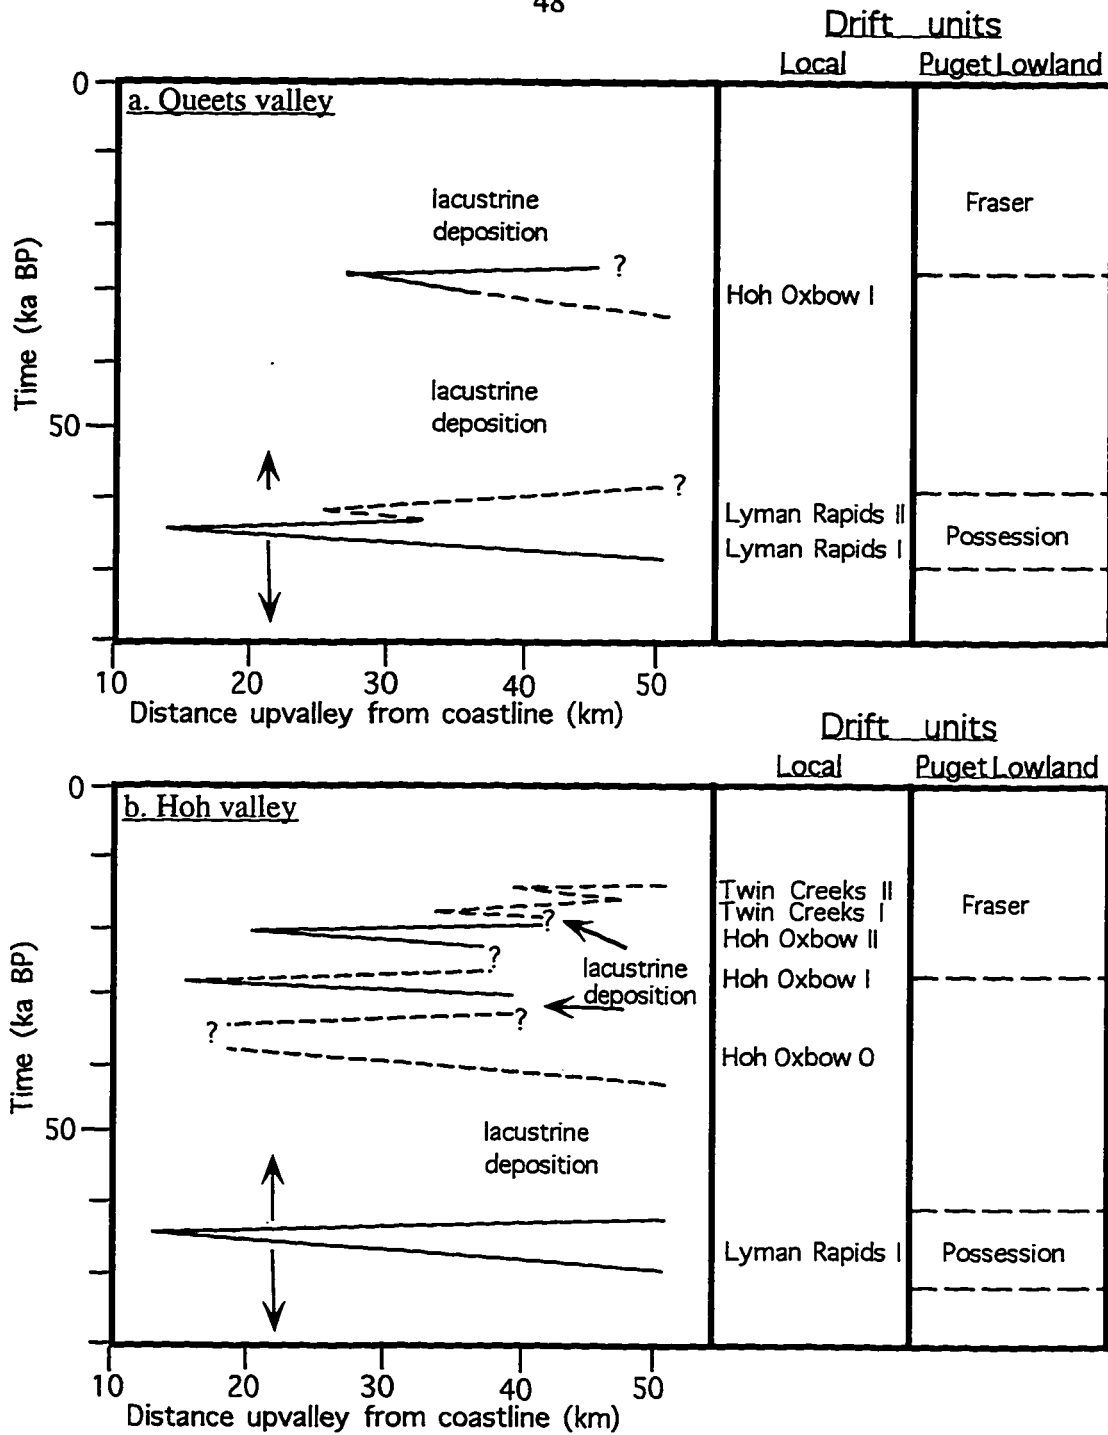 48
Drift units
Local
Puget Lowland
0
a. Queets valley
lacustrine
deposition
Fraser
?
Hoh Oxbow I
Time (ka BP)
lacustrine
deposition
50
?
Lyman Rapids II
Lyman Rapids I
Possession
10 20 30 40 50
Distance upvalley from coastline (km)
Drift units
Local
Puget Lowland
0
b. Hoh valley
Twin Creeks II
Twin Creeks I
Fraser
?
Hoh Oxbow II
?
lacustrine
deposition
Hoh Oxbow I
?
?
Hoh Oxbow O
Time (ka BP)
50
lacustrine
deposition
Lyman Rapids I
Possession
10 20 30 40 50
Distance upvalley from coastline (km)